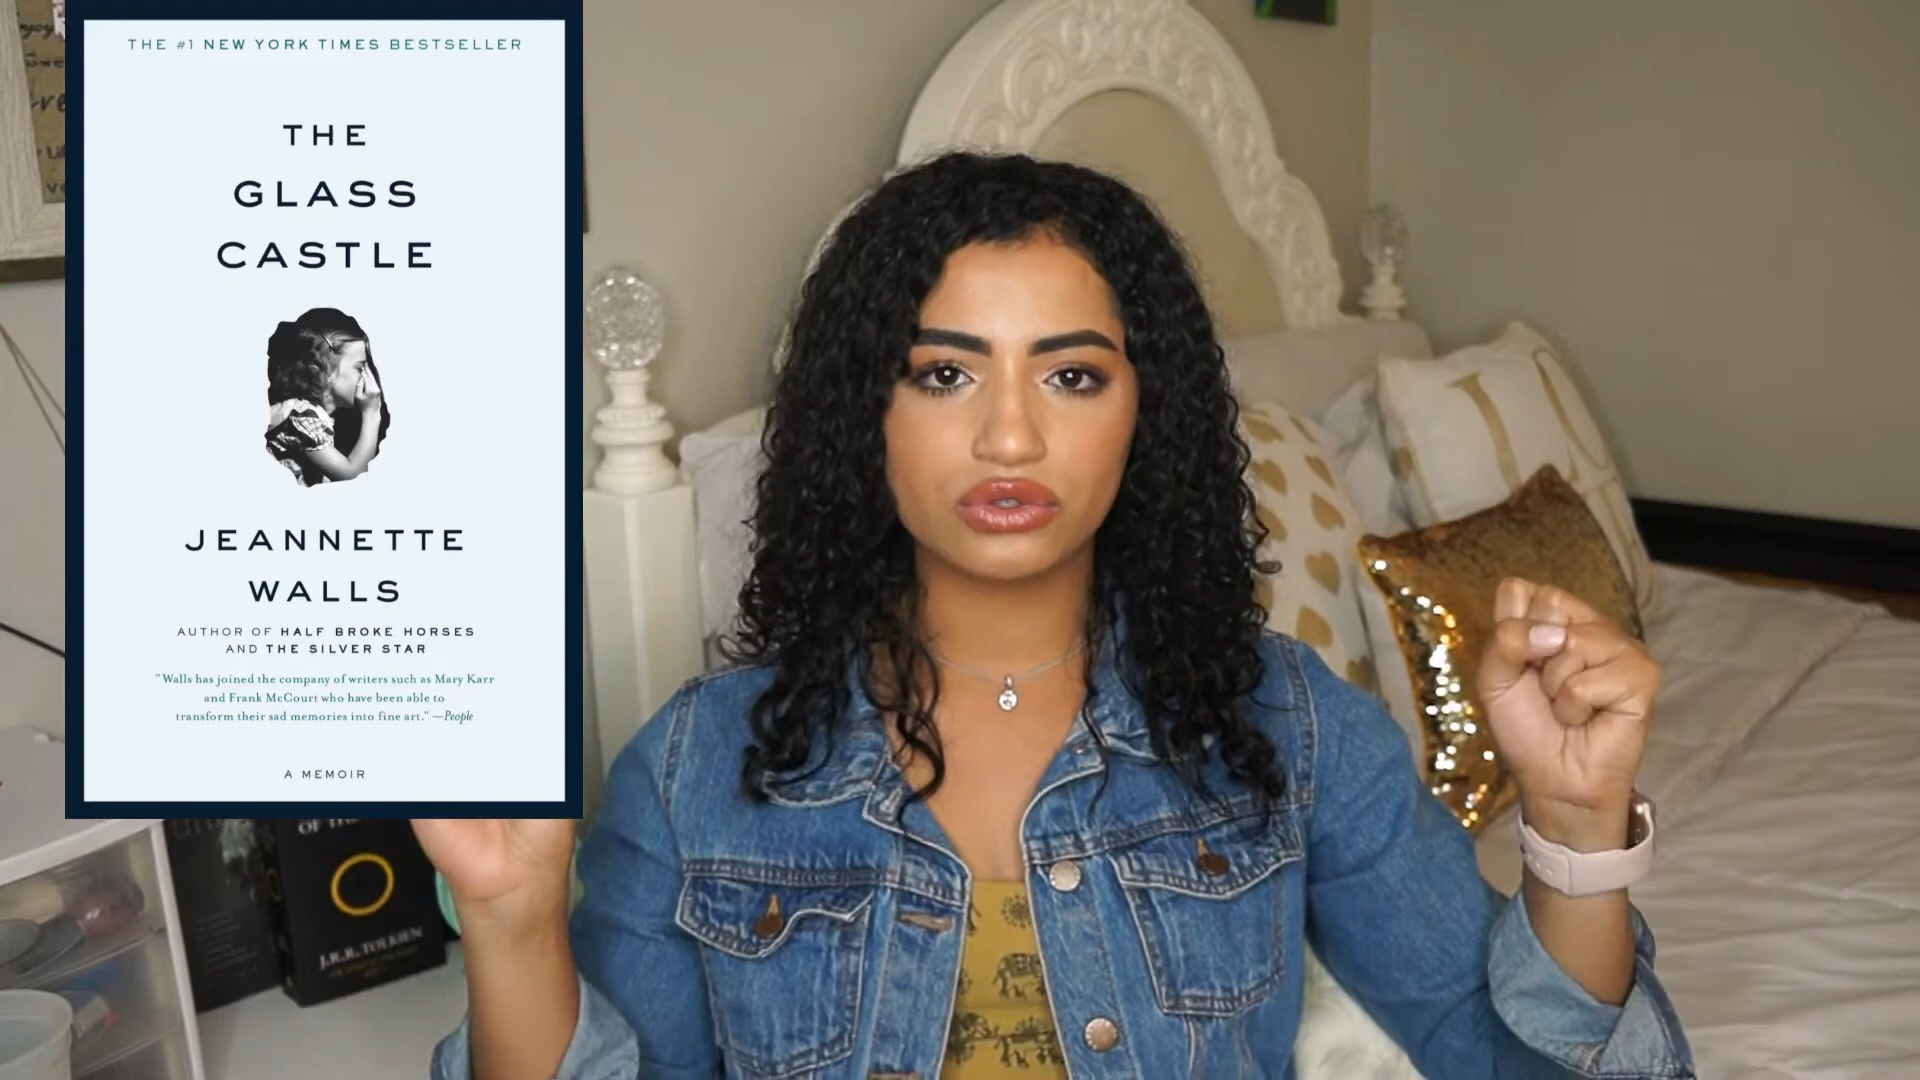 THE #1 NEW YORK TIMES BESTSELLER
THE
GLASS
CASTLE
JEANNETTE
WALLS
AUTHOR OF HALF BROKE HORSES
AND THE SILVER STAR
"Walls has joined the company of writers such as Mary Karr
and Frank McCourt who have been able to
transform their sad memories into fine art." —People
A MEMOIR
J.R.R. TOLKIEN